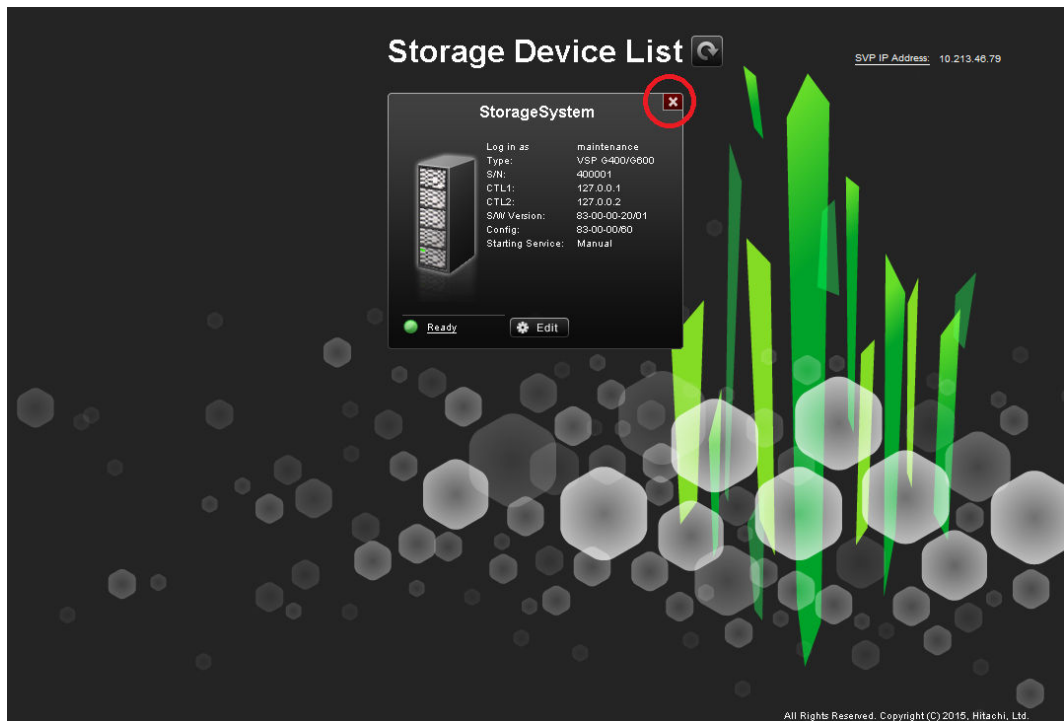 Storage Device List
SVP IP Address: 10.213.46.79
StorageSystem
Log in as maintenance
Type: VSP G400/G600
S/N: 400001
CTL1: 127.0.0.1
CTL2: 127.0.0.2
S/W Version: 83-00-00-20/01
Config: 83-00-00/60
Starting Service: Manual
Ready
Edit
All Rights Reserved. Copyright (C) 2015, Hitachi, Ltd.